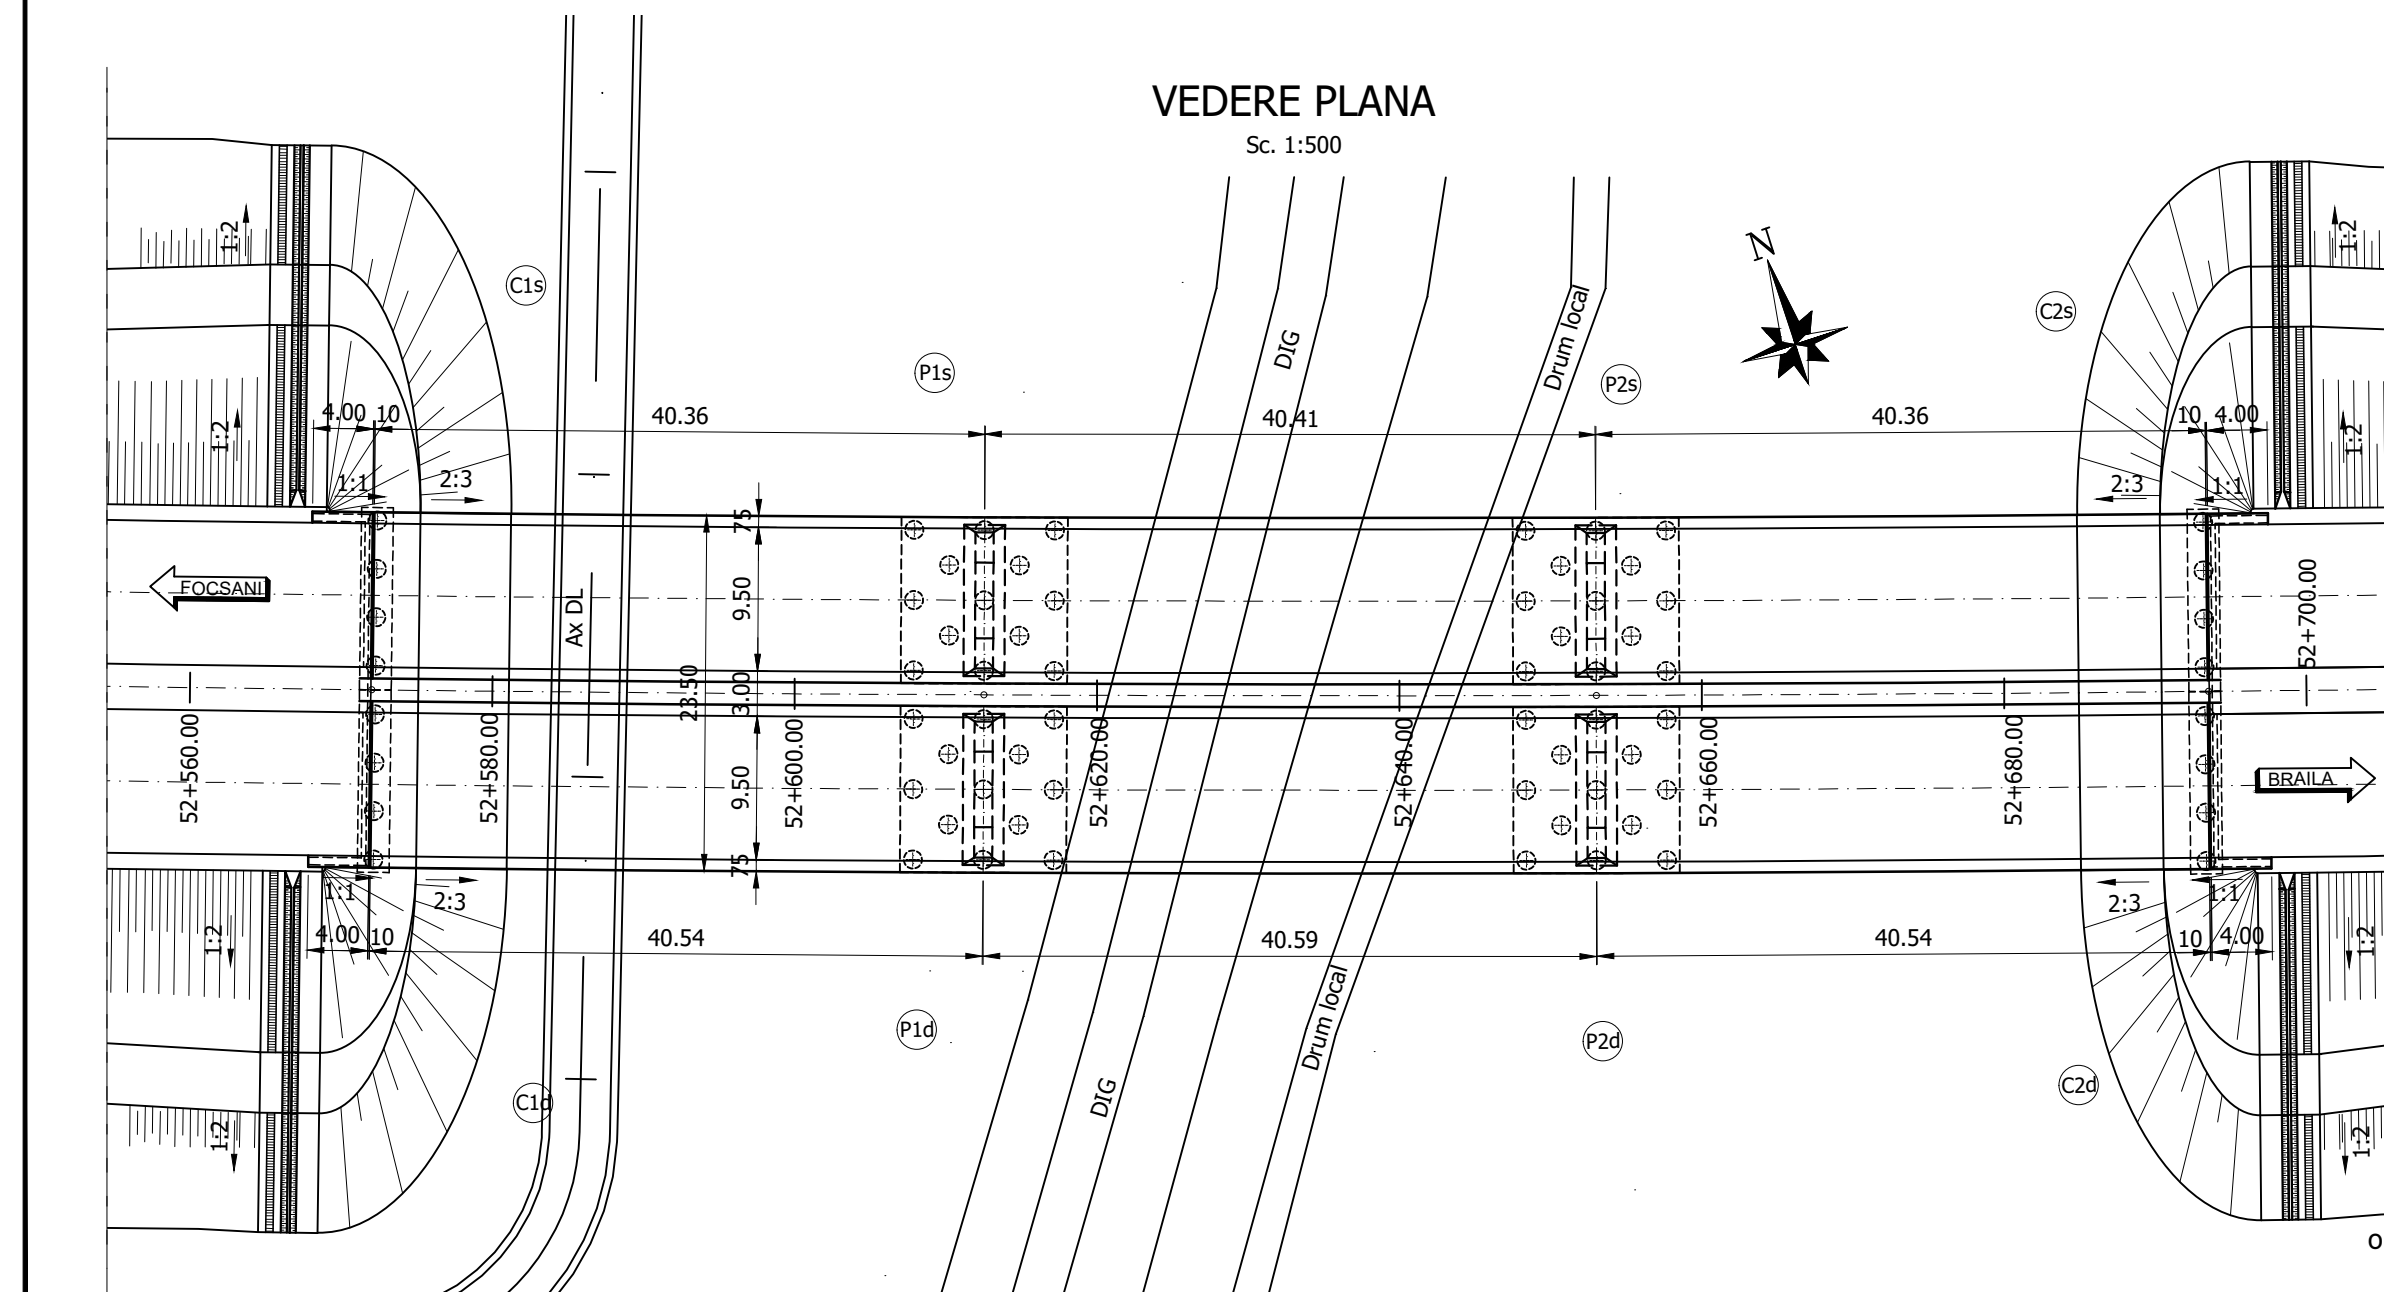 VEDERE PLANA
Sc. 1:500
N
1:2
1:2
C1s
C2s
DIG
Drum local
P1s
P2s
1:2
1:2
4.00
10
40.36
40.41
40.36
10
4.00
1:1
2:3
2:3
1:1
75
FOCSANI
Ax DL
9.50
52+700.00
23.50
3.00
52+560.00
52+580.00
52+600.00
52+620.00
52+640.00
52+660.00
52+680.00
9.50
BRAILA
75
1:1
2:3
2:3
1:1
1:2
1:2
4.00
10
40.54
40.59
40.54
10
4.00
P1d
P2d
Drum local
DIG
C1d
C2d
1:2
1:2